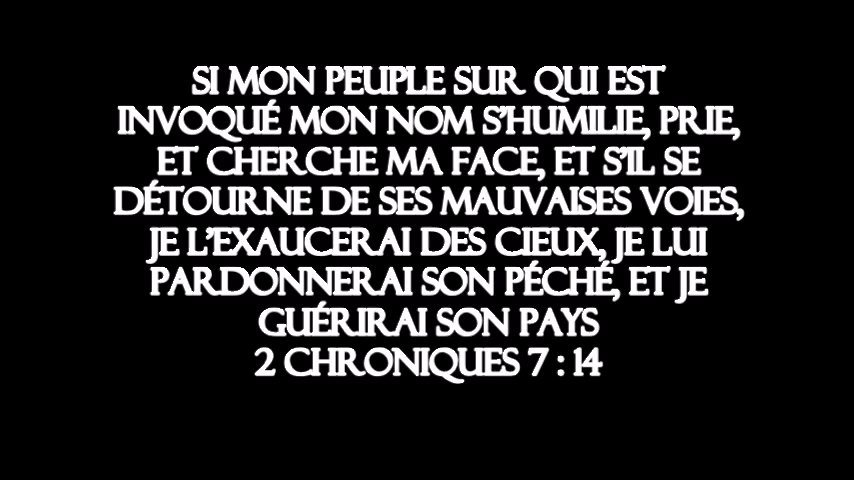 SI MON PEUPLE SUR QUI EST
INVOQUÉ MON NOM S'HUMILIE, PRIE,
ET CHERCHE MA FACE, ET S'IL SE
DÉTOURNE DE SES MAUVAISES VOIES,
JE L'EXAUCERAI DES CIEUX, JE LUI
PARDONNERAI SON PÉCHÉ, ET JE
GUÉRIRAI SON PAYS
2 CHRONIQUES 7 : 14